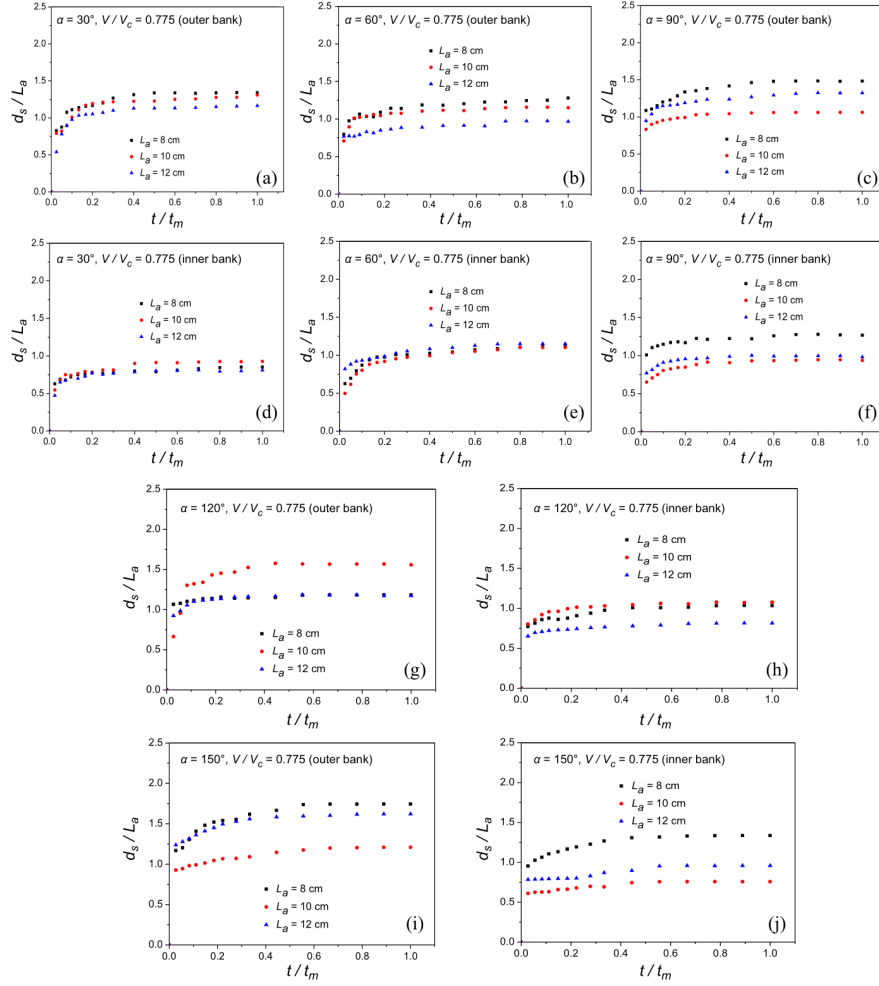 α = 30°, V / Vc = 0.775 (outer bank)
2.5
2.0
1.5
1.0
0.5
0.0
ds / La
La = 8 cm
La = 10 cm
La = 12 cm
(a)
0.0 0.2 0.4 0.6 0.8 1.0
t / tm
α = 60°, V / Vc = 0.775 (outer bank)
2.5
2.0
1.5
1.0
0.5
0.0
ds / La
La = 8 cm
La = 10 cm
La = 12 cm
(b)
0.0 0.2 0.4 0.6 0.8 1.0
t / tm
α = 90°, V / Vc = 0.775 (outer bank)
2.5
2.0
1.5
1.0
0.5
0.0
ds / La
La = 8 cm
La = 10 cm
La = 12 cm
(c)
0.0 0.2 0.4 0.6 0.8 1.0
t / tm
α = 30°, V / Vc = 0.775 (inner bank)
2.5
2.0
1.5
1.0
0.5
0.0
ds / La
La = 8 cm
La = 10 cm
La = 12 cm
(d)
0.0 0.2 0.4 0.6 0.8 1.0
t / tm
α = 60°, V / Vc = 0.775 (inner bank)
2.5
2.0
1.5
1.0
0.5
0.0
ds / La
La = 8 cm
La = 10 cm
La = 12 cm
(e)
0.0 0.2 0.4 0.6 0.8 1.0
t / tm
α = 90°, V / Vc = 0.775 (inner bank)
2.5
2.0
1.5
1.0
0.5
0.0
ds / La
La = 8 cm
La = 10 cm
La = 12 cm
(f)
0.0 0.2 0.4 0.6 0.8 1.0
t / tm
α = 120°, V / Vc = 0.775 (outer bank)
2.5
2.0
1.5
1.0
0.5
0.0
ds / La
La = 8 cm
La = 10 cm
La = 12 cm
(g)
0.0 0.2 0.4 0.6 0.8 1.0
t / tm
α = 120°, V / Vc = 0.775 (inner bank)
2.5
2.0
1.5
1.0
0.5
0.0
ds / La
La = 8 cm
La = 10 cm
La = 12 cm
(h)
0.0 0.2 0.4 0.6 0.8 1.0
t / tm
α = 150°, V / Vc = 0.775 (outer bank)
2.5
2.0
1.5
1.0
0.5
0.0
ds / La
La = 8 cm
La = 10 cm
La = 12 cm
(i)
0.0 0.2 0.4 0.6 0.8 1.0
t / tm
α = 150°, V / Vc = 0.775 (inner bank)
2.5
2.0
1.5
1.0
0.5
0.0
ds / La
La = 8 cm
La = 10 cm
La = 12 cm
(j)
0.0 0.2 0.4 0.6 0.8 1.0
t / tm